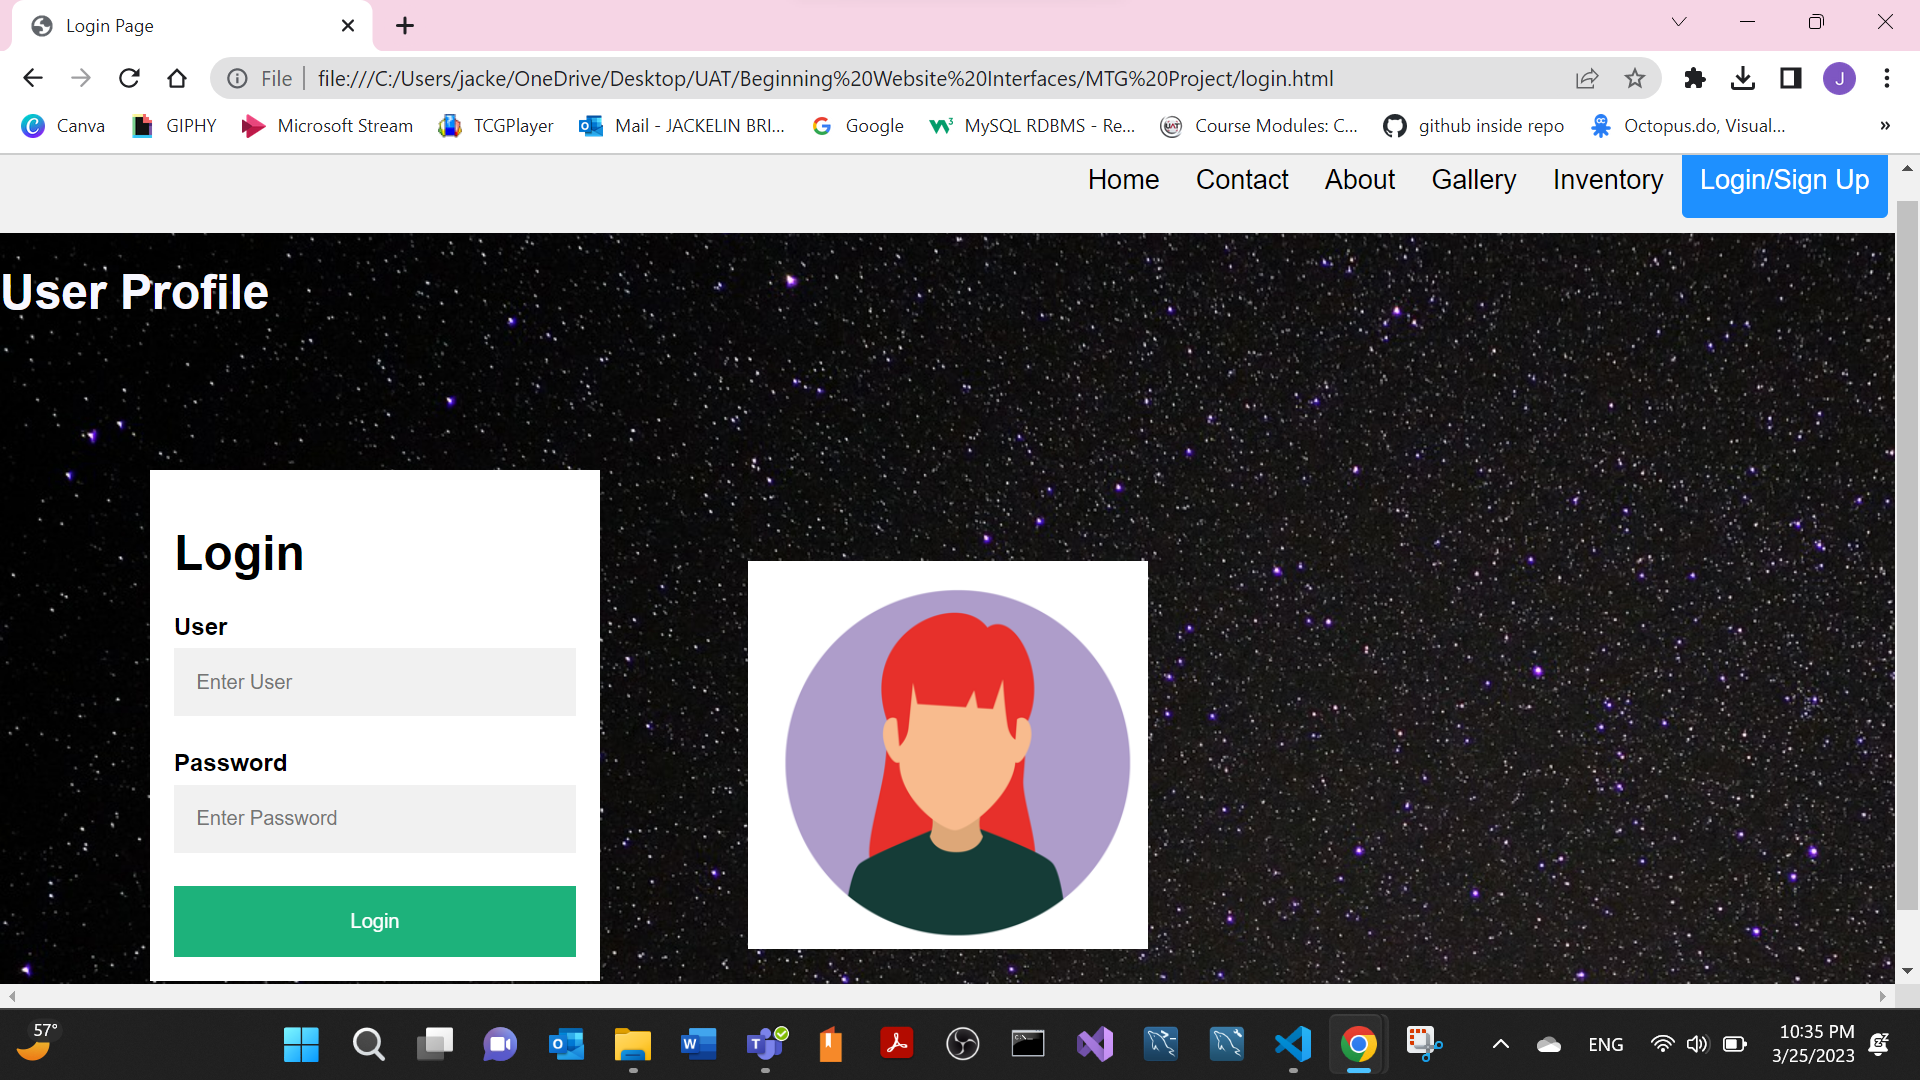 Login Page
File
file:///C:/Users/jacke/OneDrive/Desktop/UAT/Beginning%20Website%20Interfaces/MTG%20Project/login.html
J
Canva GIPHY Microsoft Stream TCGPlayer Mail - JACKELIN BRI... Google MySQL RDBMS - Re... Course Modules: C... github inside repo Octopus.do, Visual... »
Home Contact About Gallery Inventory Login/Sign Up
User Profile
Login
User
Enter User
Password
Enter Password
Login
57°
ENG
10:35 PM
3/25/2023